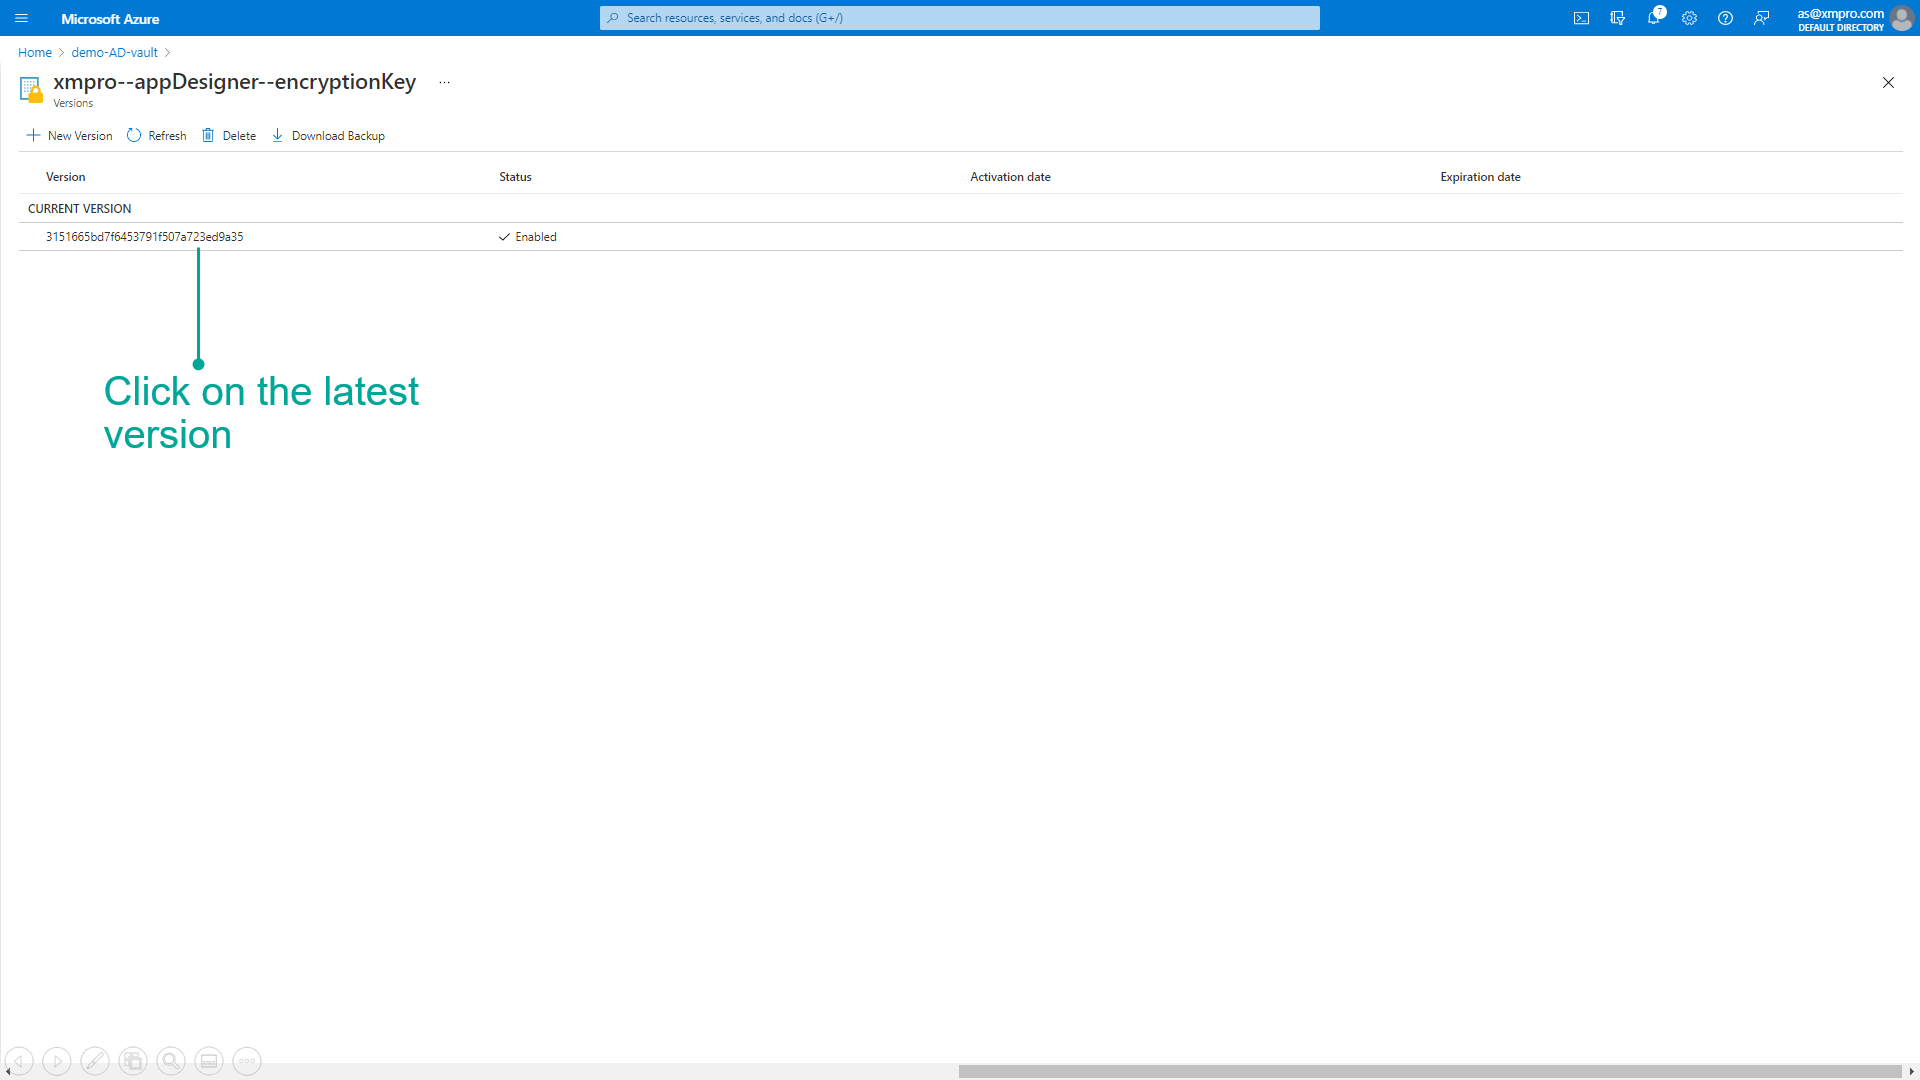 Microsoft Azure
Search resources, services, and docs (G+/)
7
as@xmpro.com
DEFAULT DIRECTORY
Home > demo-AD-vault >
xmpro--appDesigner--encryptionKey ...
Versions
New Version Refresh Delete Download Backup
Version Status Activation date Expiration date
CURRENT VERSION
3151665bd7f6453791f507a723ed9a35 Enabled
Click on the latest
version